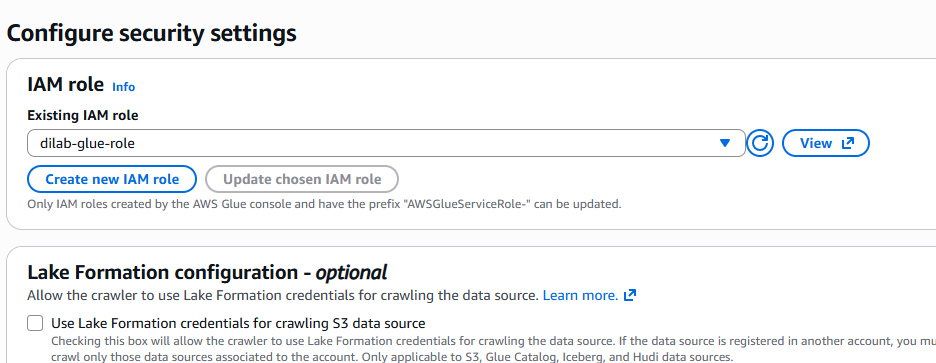 Configure security settings
IAM role Info
Existing IAM role
dilab-glue-role
View
Create new IAM role Update chosen IAM role
Only IAM roles created by the AWS Glue console and have the prefix "AWSGlueServiceRole-" can be updated.
Lake Formation configuration - optional
Allow the crawler to use Lake Formation credentials for crawling the data source. Learn more.
Use Lake Formation credentials for crawling S3 data source
Checking this box will allow the crawler to use Lake Formation credentials for crawling the data source. If the data source is registered in another account, you mu
crawl only those data sources associated to the account. Only applicable to S3, Glue Catalog, Iceberg, and Hudi data sources.